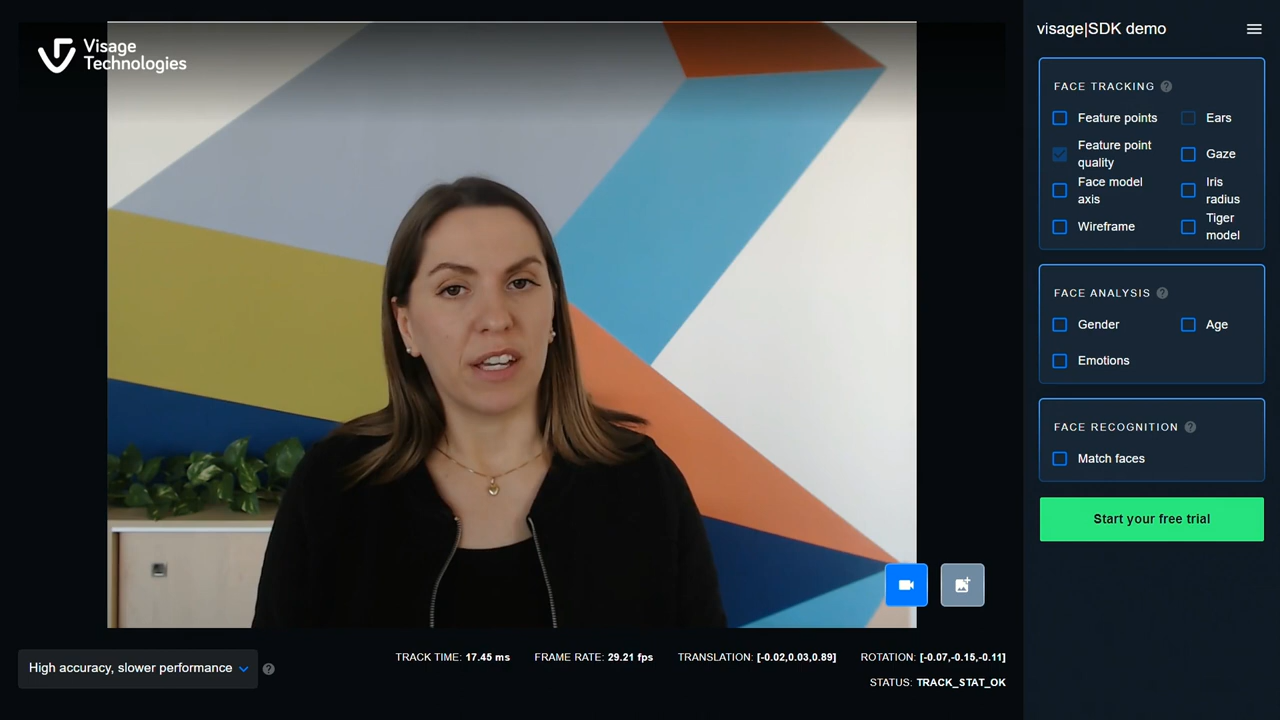 Visage
Technologies
visage|SDK demo
FACE TRACKING ?
Feature points
Ears
Feature point
quality
Gaze
Face model
axis
Iris
radius
Wireframe
Tiger
model
FACE ANALYSIS ?
Gender
Age
Emotions
FACE RECOGNITION ?
Match faces
Start your free trial
High accuracy, slower performance ?
TRACK TIME: 17.45 ms FRAME RATE: 29.21 fps TRANSLATION: [-0.02,0.03,0.89] ROTATION: [-0.07,-0.15,-0.11]
STATUS: TRACK_STAT_OK